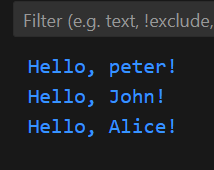 Filter (e.g. text, !exclude,
Hello, peter!
Hello, John!
Hello, Alice!